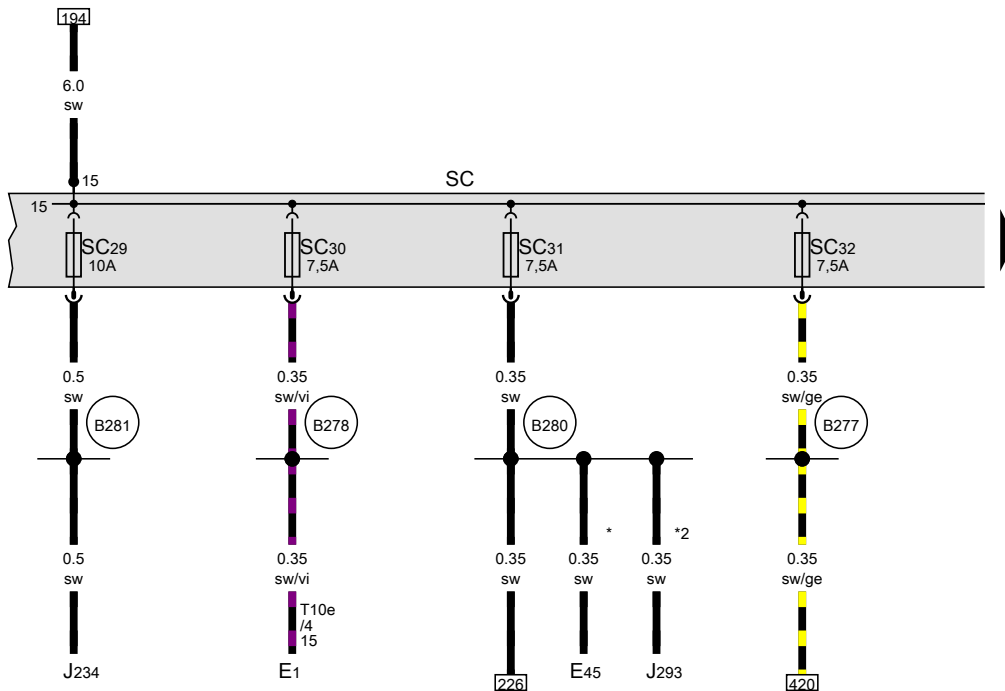 194
6.0
sw
15
SC
15
SC29
10A
SC30
7,5A
SC31
7,5A
SC32
7,5A
0.5
sw
0.35
sw/vi
0.35
sw
0.35
sw/ge
B281
B278
B280
B277
*
*2
0.5
sw
0.35
sw/vi
0.35
sw
0.35
sw
0.35
sw
0.35
sw/ge
T10e
/4
15
J234
E1
226
E45
J293
420